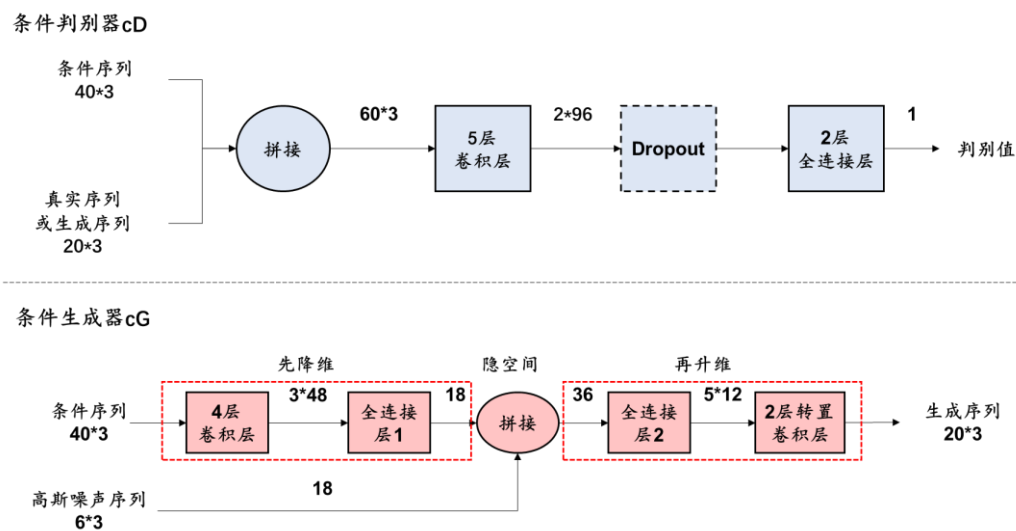 条件判别器cD
条件序列
40*3
真实序列
或生成序列
20*3
拼接
60*3
5层
卷积层
2*96
Dropout
2层
全连接层
1
判别值
条件生成器cG
条件序列
40*3
先降维
4层
卷积层
3*48
全连接
层1
18
隐空间
拼接
高斯噪声序列
6*3
18
再升维
36
全连接
层2
5*12
2层转置
卷积层
生成序列
20*3